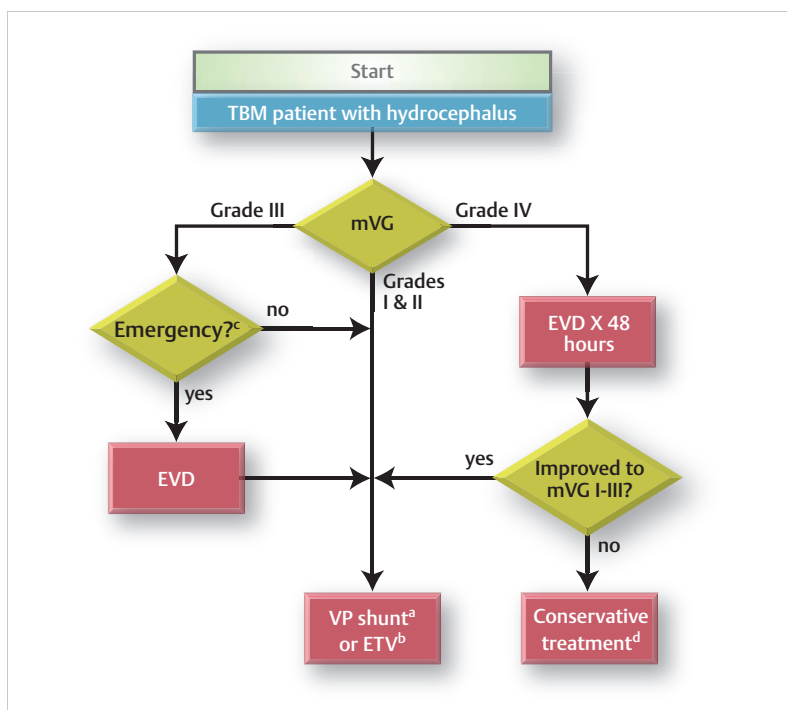 Start
TBM patient with hydrocephalus
Grade III
mVG
Grade IV
Grades
I & II
Emergency?ᶜ
no
EVD X 48
hours
yes
EVD
yes
Improved to
mVG I-III?
no
VP shuntᵃ
or ETVᵇ
Conservative
treatmentᵈ